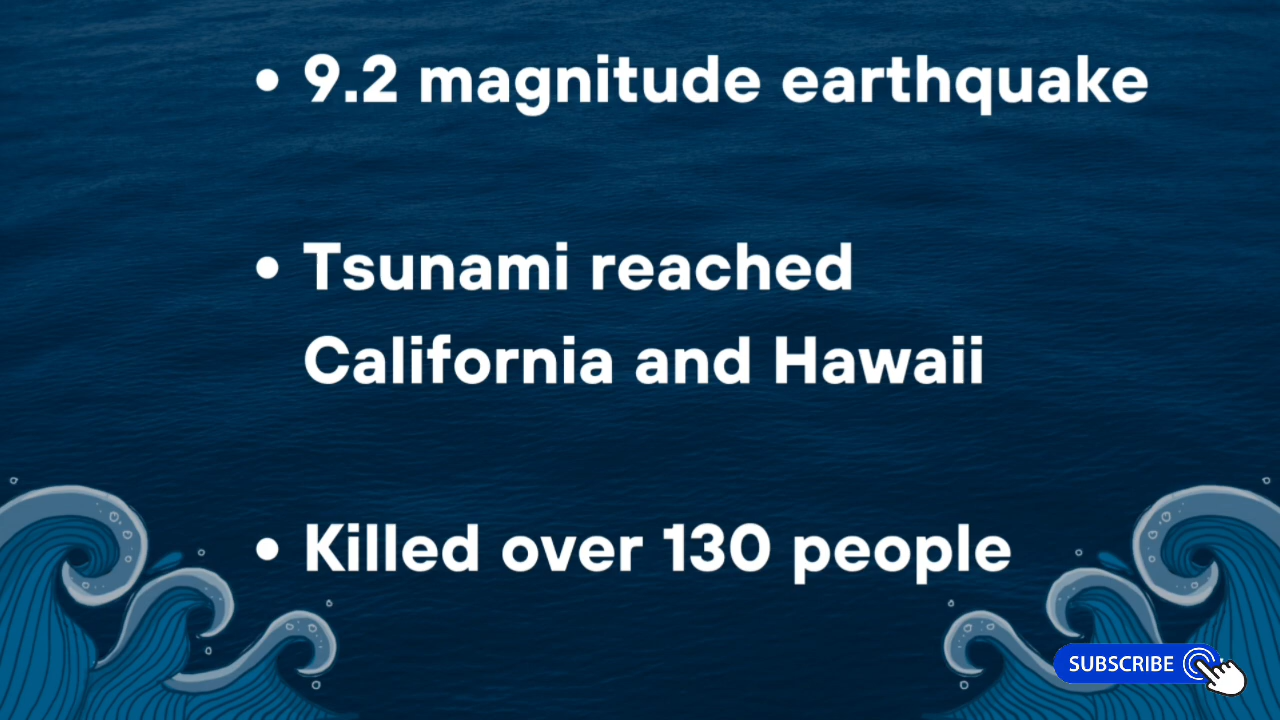 • 9.2 magnitude earthquake
• Tsunami reached
California and Hawaii
• Killed over 130 people
SUBSCRIBE